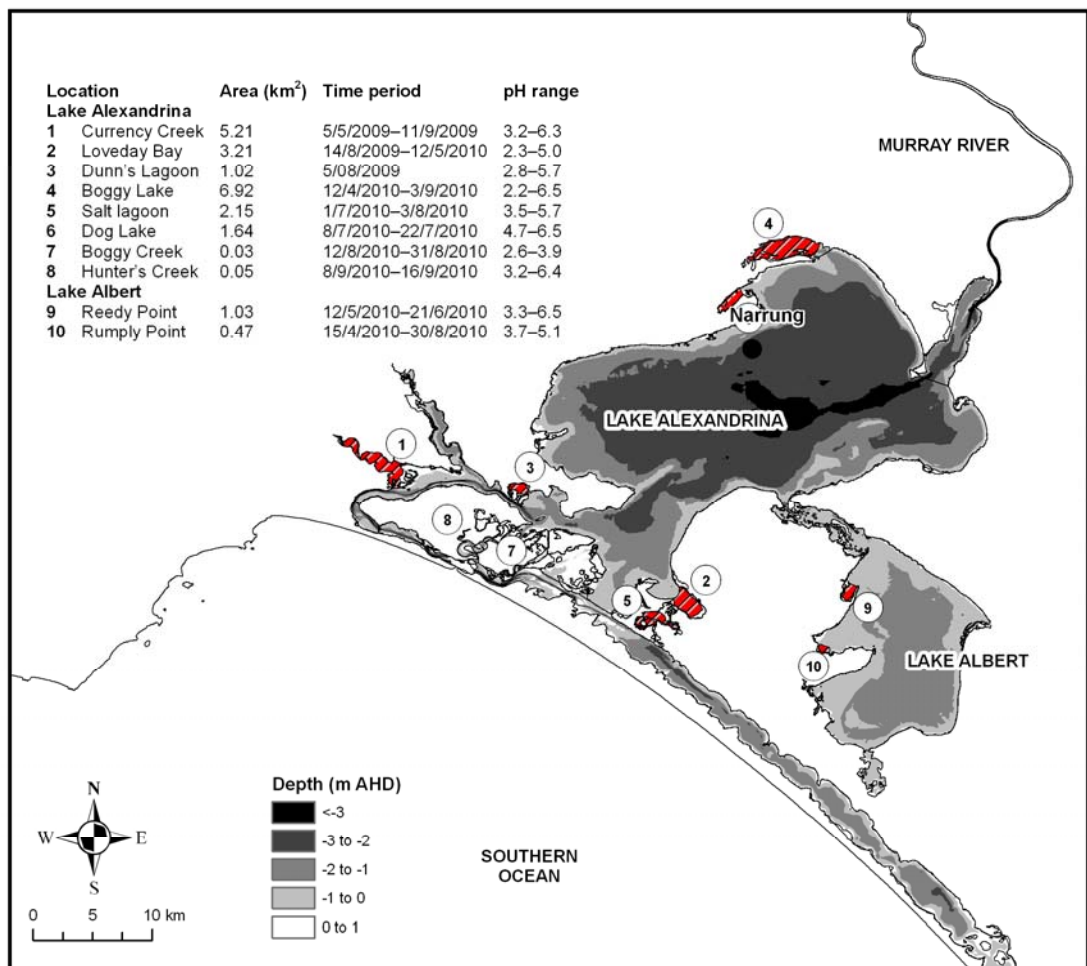 Location Area (km²) Time period pH range
Lake Alexandrina
1 Currency Creek 5.21 5/5/2009–11/9/2009 3.2–6.3
2 Loveday Bay 3.21 14/8/2009–12/5/2010 2.3–5.0
3 Dunn's Lagoon 1.02 5/08/2009 2.8–5.7
4 Boggy Lake 6.92 12/4/2010–3/9/2010 2.2–6.5
5 Salt lagoon 2.15 1/7/2010–3/8/2010 3.5–5.7
6 Dog Lake 1.64 8/7/2010–22/7/2010 4.7–6.5
7 Boggy Creek 0.03 12/8/2010–31/8/2010 2.6–3.9
8 Hunter's Creek 0.05 8/9/2010–16/9/2010 3.2–6.4
Lake Albert
9 Reedy Point 1.03 12/5/2010–21/6/2010 3.3–6.5
10 Rumply Point 0.47 15/4/2010–30/8/2010 3.7–5.1
MURRAY RIVER
4
Narrung
LAKE ALEXANDRINA
1
3
8
7
2
5
9
10
LAKE ALBERT
N
W E
S
0 5 10 km
Depth (m AHD)
<-3
-3 to -2
-2 to -1
-1 to 0
0 to 1
SOUTHERN
OCEAN